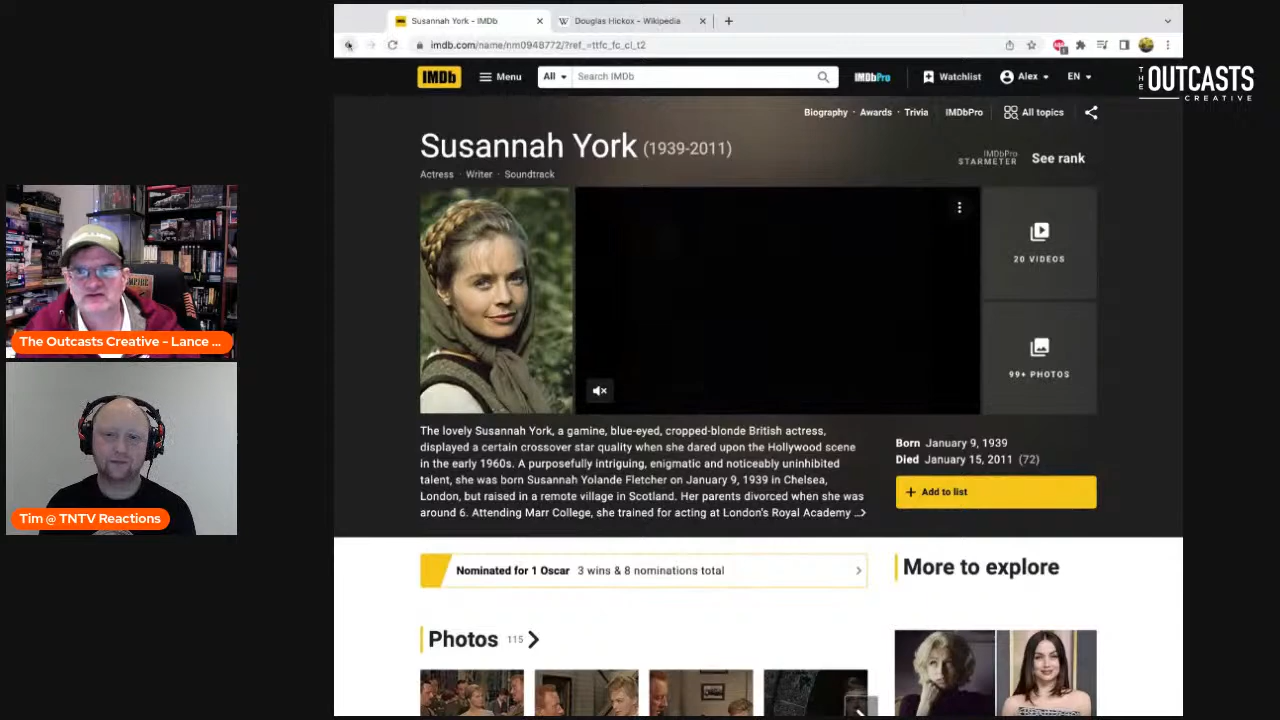 Susannah York - IMDb
Douglas Hickox - Wikipedia
imdb.com/name/nm0948772/?ref_=ttfc_fc_cl_t2
IMDb
Menu
All
Search IMDb
IMDbPro
Watchlist
Alex
EN
THE OUTCASTS
CREATIVE
Biography · Awards · Trivia
IMDbPro
All topics
Susannah York (1939-2011)
Actress · Writer · Soundtrack
IMDbPro
STARMETER
See rank
20 VIDEOS
99+ PHOTOS
The lovely Susannah York, a gamine, blue-eyed, cropped-blonde British actress,
displayed a certain crossover star quality when she dared upon the Hollywood scene
in the early 1960s. A purposefully intriguing, enigmatic and noticeably uninhibited
talent, she was born Susannah Yolande Fletcher on January 9, 1939 in Chelsea,
London, but raised in a remote village in Scotland. Her parents divorced when she was
around 6. Attending Marr College, she trained for acting at London's Royal Academy ...
Born January 9, 1939
Died January 15, 2011 (72)
+ Add to list
Nominated for 1 Oscar 3 wins & 8 nominations total
More to explore
Photos 115
The Outcasts Creative - Lance ...
Tim @ TNTV Reactions